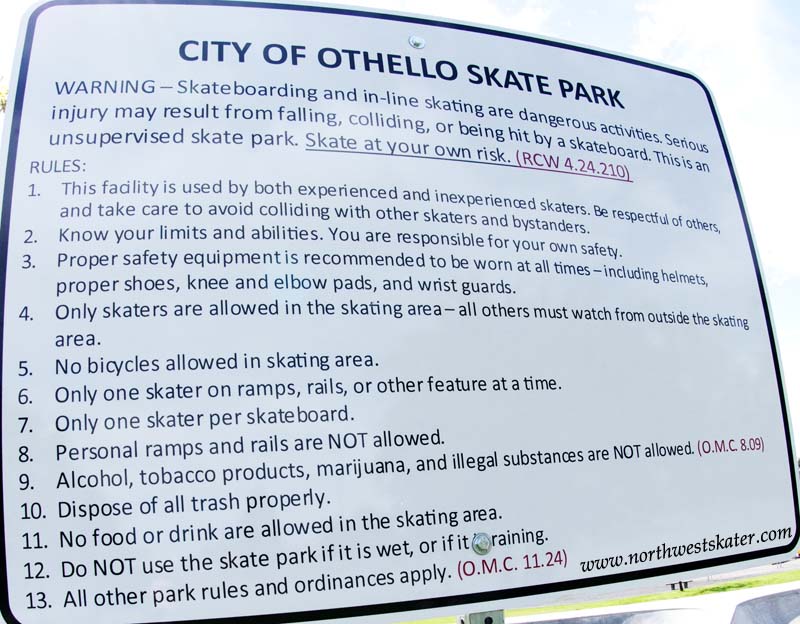 CITY OF OTHELLO SKATE PARK
WARNING – Skateboarding and in-line skating are dangerous activities. Serious
injury may result from falling, colliding, or being hit by a skateboard. This is an
unsupervised skate park. Skate at your own risk. (RCW 4.24.210)
RULES:
1. This facility is used by both experienced and inexperienced skaters. Be respectful of others,
and take care to avoid colliding with other skaters and bystanders.
2. Know your limits and abilities. You are responsible for your own safety.
3. Proper safety equipment is recommended to be worn at all times – including helmets,
proper shoes, knee and elbow pads, and wrist guards.
4. Only skaters are allowed in the skating area – all others must watch from outside the skating
area.
5. No bicycles allowed in skating area.
6. Only one skater on ramps, rails, or other feature at a time.
7. Only one skater per skateboard.
8. Personal ramps and rails are NOT allowed.
9. Alcohol, tobacco products, marijuana, and illegal substances are NOT allowed. (O.M.C. 8.09)
10. Dispose of all trash properly.
11. No food or drink are allowed in the skating area.
12. Do NOT use the skate park if it is wet, or if it raining.
13. All other park rules and ordinances apply. (O.M.C. 11.24)
www.northwestskater.com